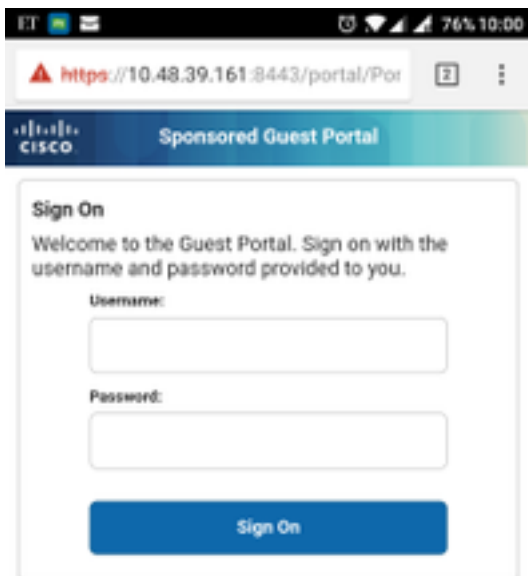 ET 76% 10:00
https://10.48.39.161:8443/portal/Por 2
CISCO Sponsored Guest Portal
Sign On
Welcome to the Guest Portal. Sign on with the
username and password provided to you.
Username:
Password:
Sign On